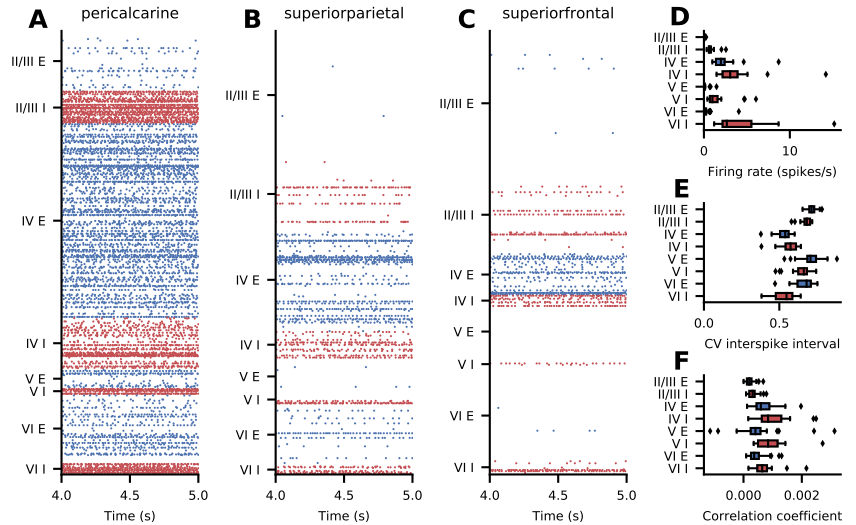 A pericalcarine
II/III E
II/III I
IV E
IV I
V E
V I
VI E
VI I
4.0 4.5 5.0
Time (s)
B superiorparietal
II/III E
II/III I
IV E
IV I
V E
V I
VI E
VI I
4.0 4.5 5.0
Time (s)
C superiorfrontal
II/III E
II/III I
IV E
IV I
V E
V I
VI E
VI I
4.0 4.5 5.0
Time (s)
D
II/III E
II/III I
IV E
IV I
V E
V I
VI E
VI I
0 10
Firing rate (spikes/s)
E
II/III E
II/III I
IV E
IV I
V E
V I
VI E
VI I
0.0 0.5
CV interspike interval
F
II/III E
II/III I
IV E
IV I
V E
V I
VI E
VI I
0.000 0.002
Correlation coefficient